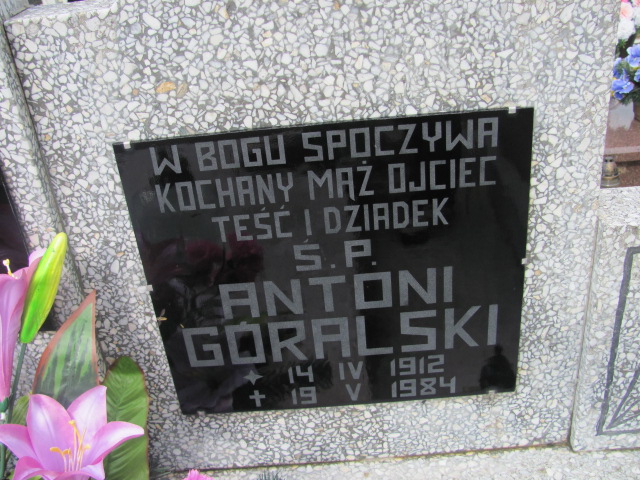 W BOGU SPOCZYWA
KOCHANY MĄŻ OJCIEC
TEŚĆ I DZIADEK
Ś.P.
ANTONI
GÓRALSKI
✦ 14 IV 1912
+ 19 V 1984